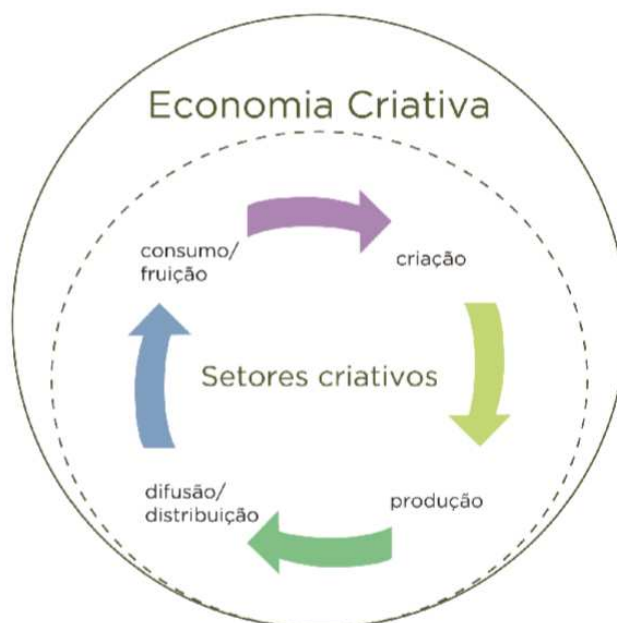 Economia Criativa
consumo/
fruição
criação
Setores criativos
difusão/
distribuição
produção